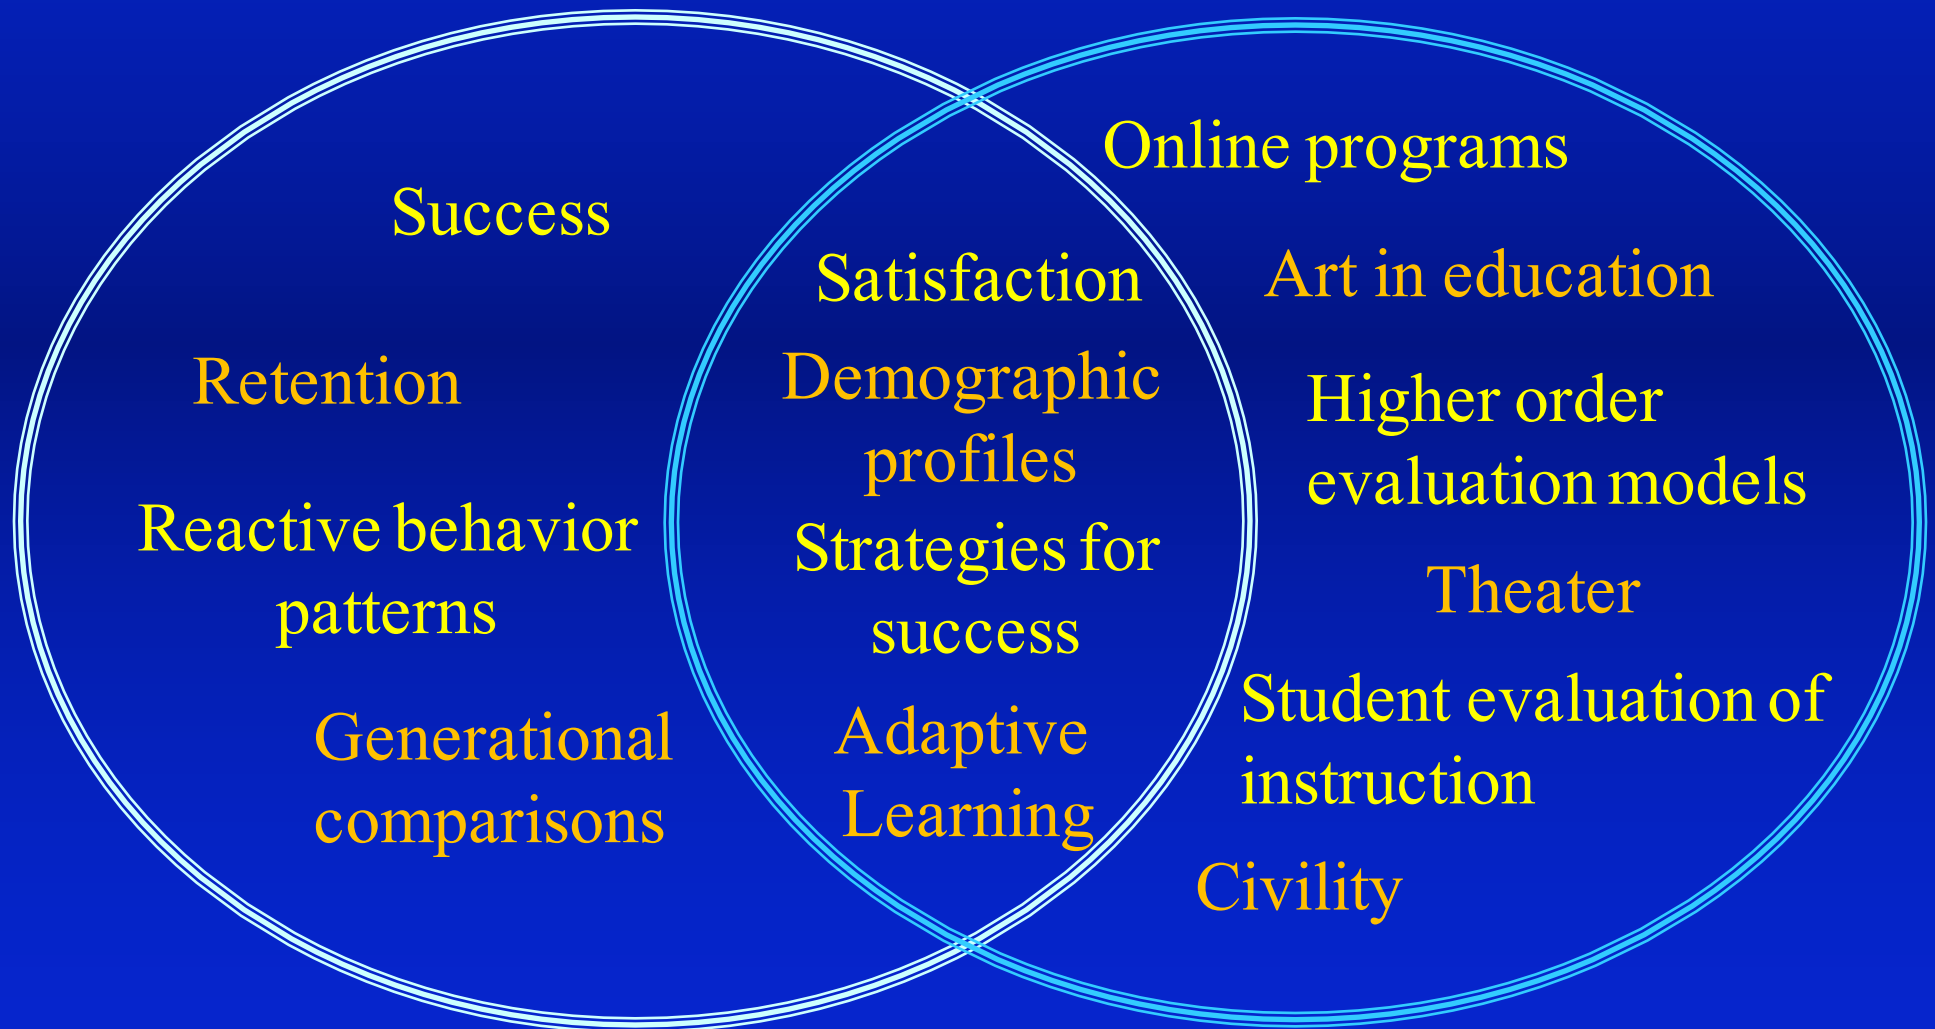 Success
Retention
Reactive behavior
patterns
Generational
comparisons
Satisfaction
Demographic
profiles
Strategies for
success
Adaptive
Learning
Online programs
Art in education
Higher order
evaluation models
Theater
Student evaluation of
instruction
Civility